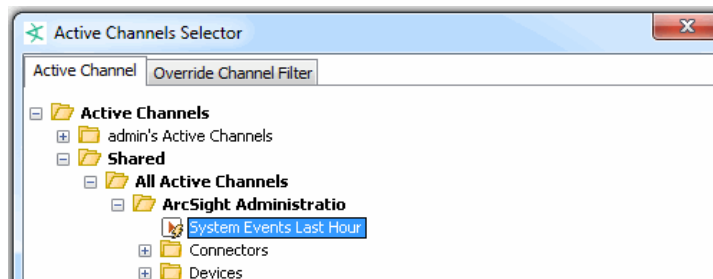 Active Channels Selector
Active Channel Override Channel Filter
Active Channels
admin's Active Channels
Shared
All Active Channels
ArcSight Administratio
System Events Last Hour
Connectors
Devices